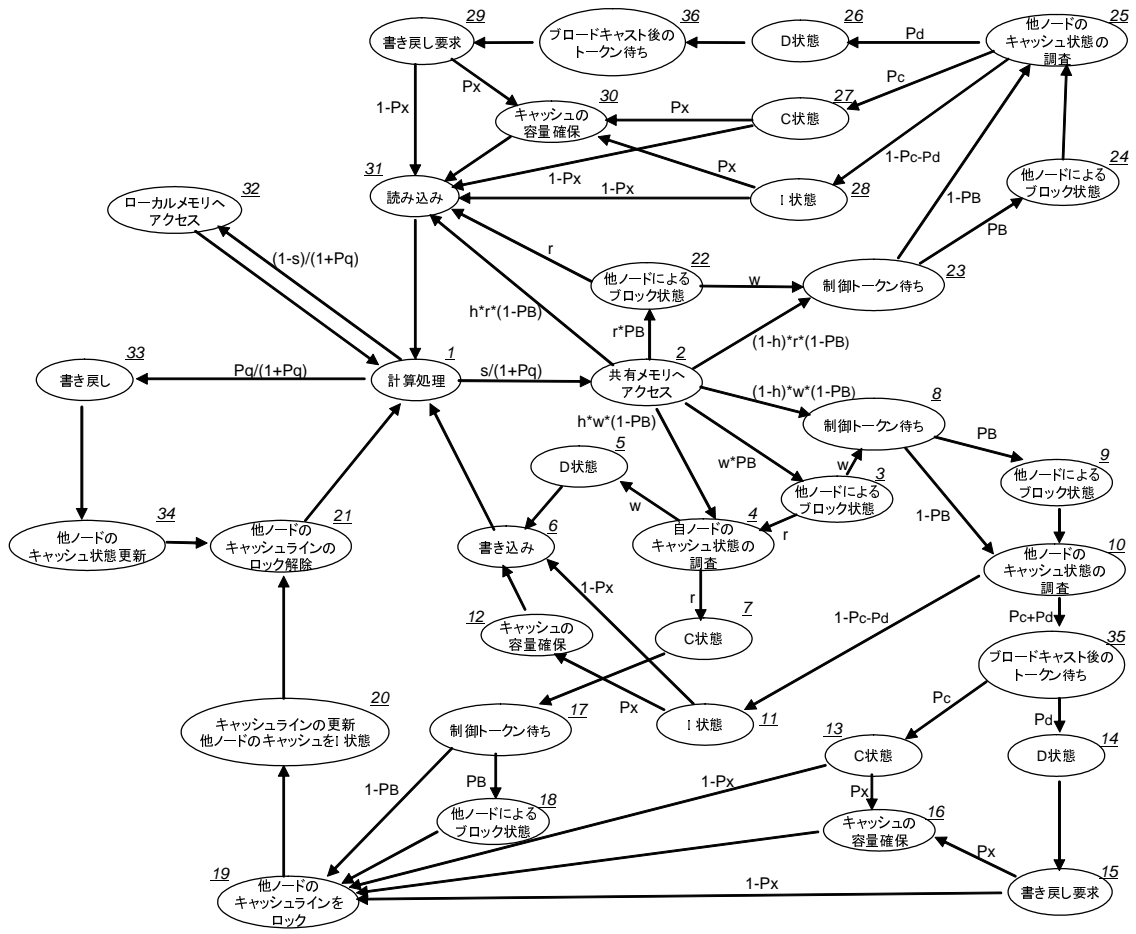 29
書き戻し要求
36
ブロードキャスト後の
トークン待ち
26
D状態
Pd
25
他ノードの
キャッシュ状態の
調査
Px
1-Px
30
キャッシュの
容量確保
Px
27
C状態
Pc
1-Px
Px
1-Px
I状態
28
1-Pc-Pd
24
他ノードによる
ブロック状態
1-PB
PB
31
読み込み
32
ローカルメモリへ
アクセス
(1-s)/(1+Pq)
r
22
他ノードによる
ブロック状態
w
制御トークン待ち
23
h*r*(1-PB)
r*PB
(1-h)*r*(1-PB)
33
書き戻し
Pq/(1+Pq)
1
計算処理
s/(1+Pq)
2
共有メモリへ
アクセス
(1-h)*w*(1-PB)
8
制御トークン待ち
PB
h*w*(1-PB)
w*PB
w
3
他ノードによる
ブロック状態
r
9
他ノードによる
ブロック状態
1-PB
5
D状態
w
4
自ノードの
キャッシュ状態の
調査
r
10
他ノードの
キャッシュ状態の
調査
Pc+Pd
34
他ノードの
キャッシュ状態更新
21
他ノードの
キャッシュラインの
ロック解除
6
書き込み
1-Px
12
キャッシュの
容量確保
7
C状態
1-Pc-Pd
35
ブロードキャスト後の
トークン待ち
Pc
Pd
Px
I状態
11
20
キャッシュラインの更新
他ノードのキャッシュをI状態
17
制御トークン待ち
13
C状態
14
D状態
1-PB
PB
18
他ノードによる
ブロック状態
1-Px
Px
16
キャッシュの
容量確保
Px
15
書き戻し要求
1-Px
19
他ノードの
キャッシュラインを
ロック